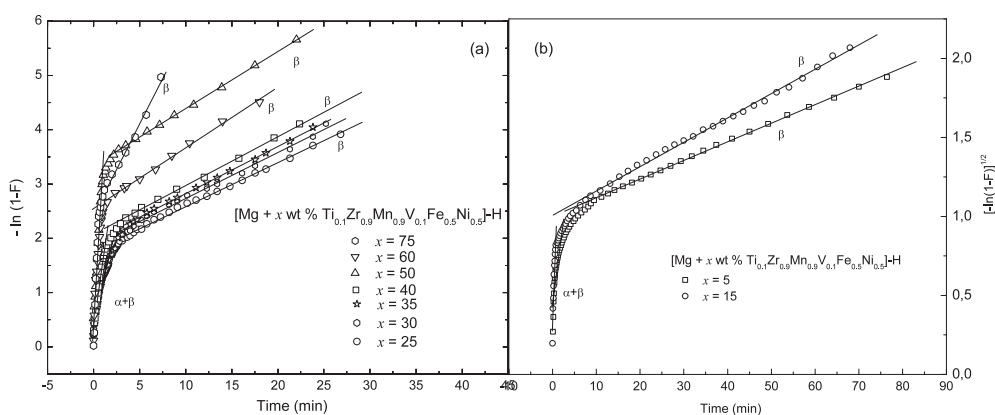 (a)
6
5
4
3
2
1
0
- ln (1-F)
β
β
β
β
β
α+β
[Mg + x wt % Ti0.1Zr0.9Mn0.9V0.1Fe0.5Ni0.5]-H
x = 75
x = 60
x = 50
x = 40
x = 35
x = 30
x = 25
-5 0 5 10 15 20 25 30 35 40 45
Time (min)
(b)
2,0
1,5
1,0
0,5
0,0
[-ln(1-F)]1/2
β
β
α+β
[Mg + x wt % Ti0.1Zr0.9Mn0.9V0.1Fe0.5Ni0.5]-H
x = 5
x = 15
0 10 20 30 40 50 60 70 80 90
Time (min)